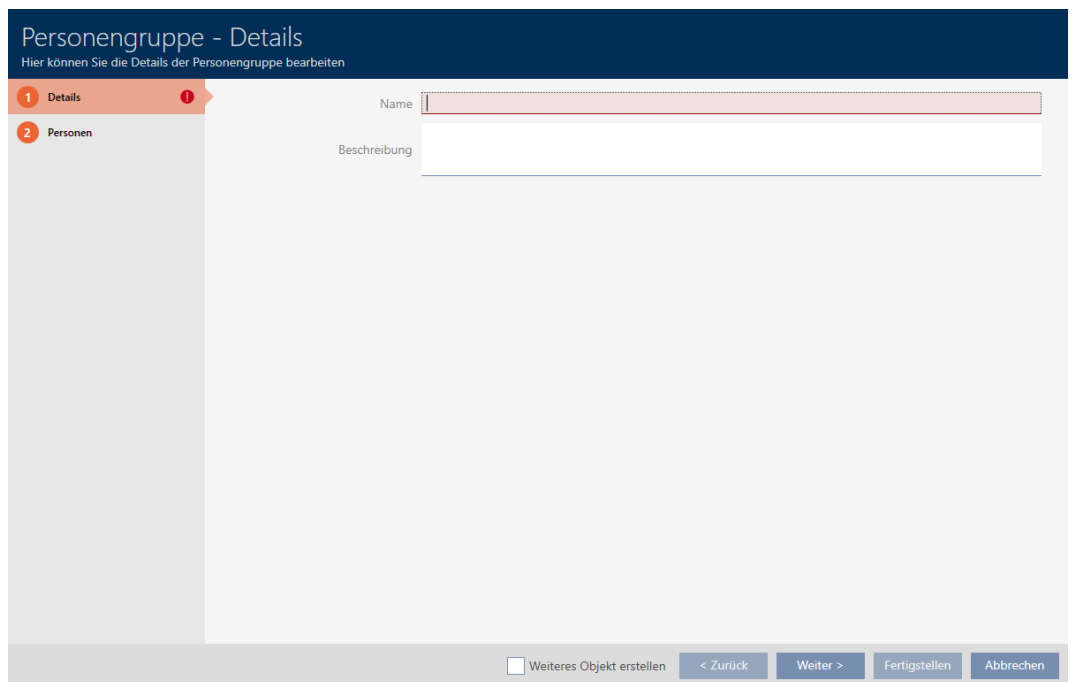 Personengruppe - Details
Hier können Sie die Details der Personengruppe bearbeiten
1 Details !
2 Personen
Name
Beschreibung
Weiteres Objekt erstellen < Zurück Weiter > Fertigstellen Abbrechen